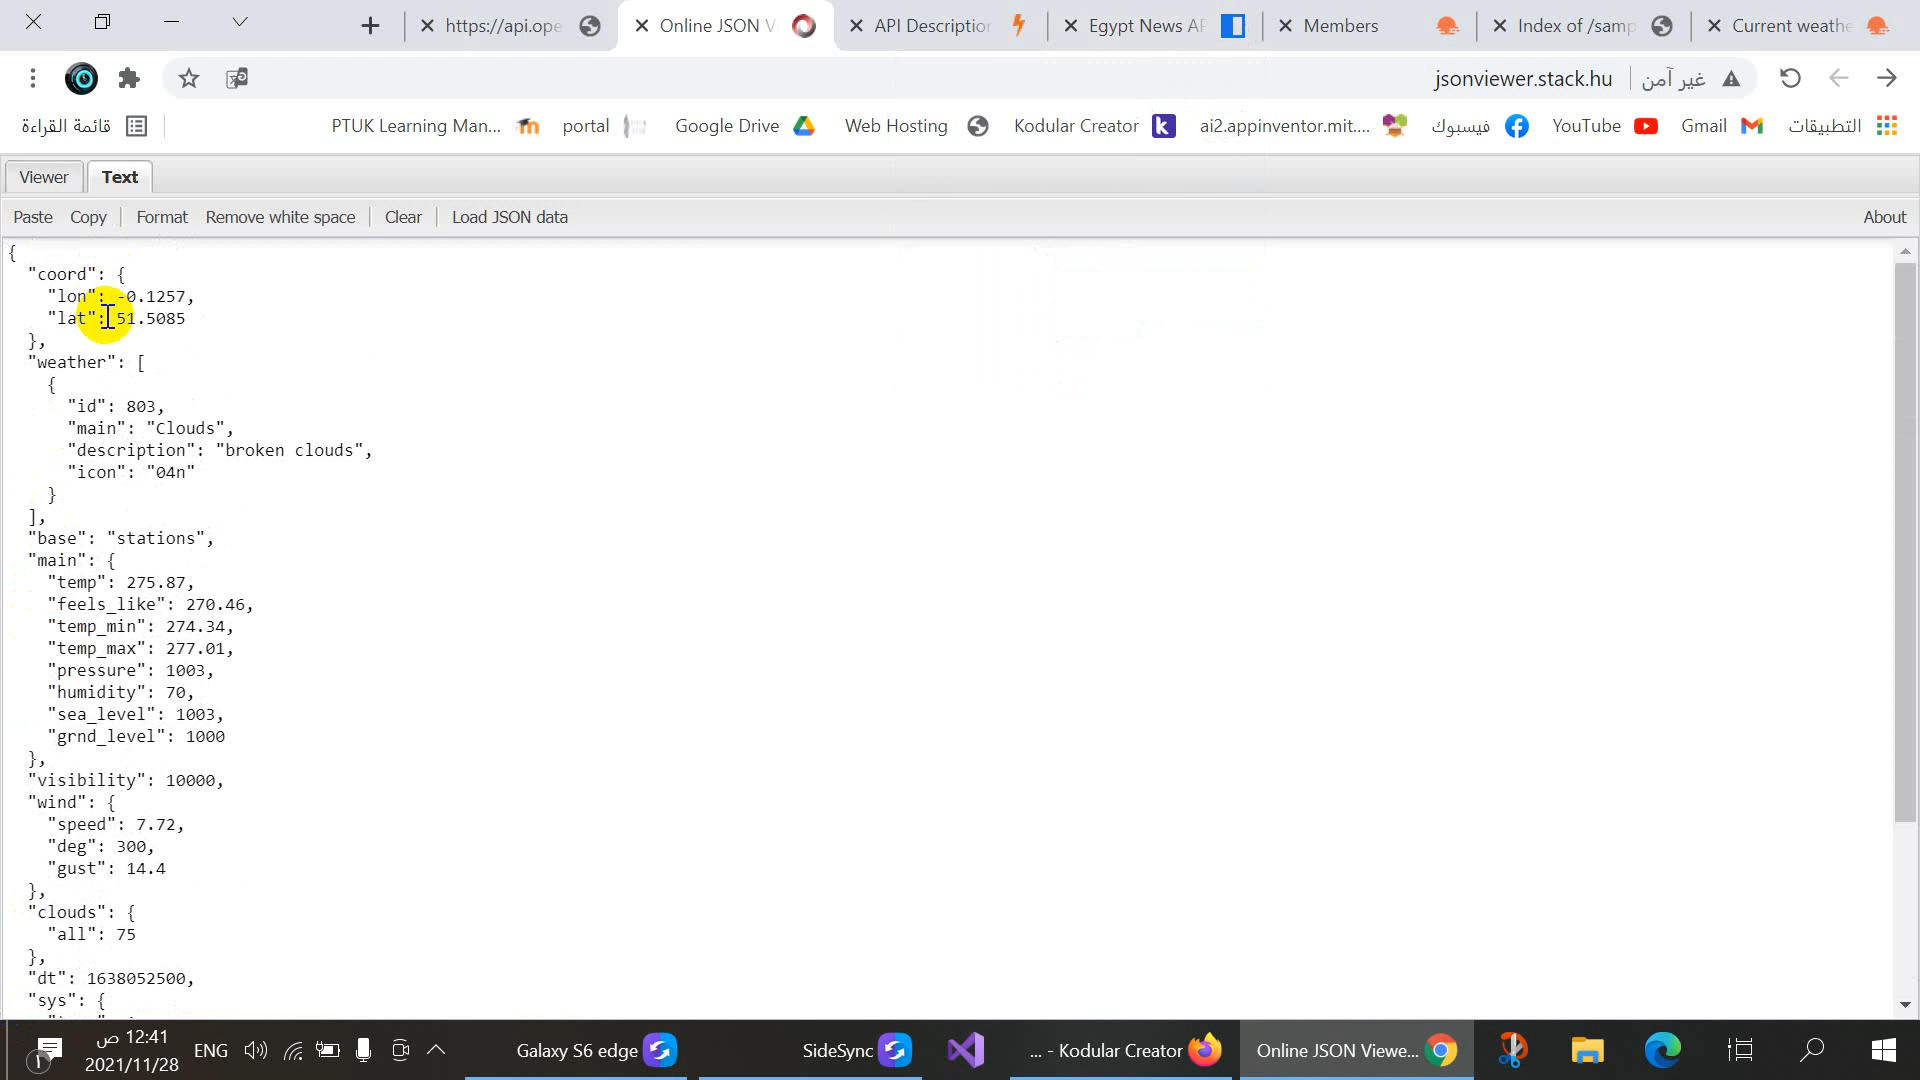 https://api.ope
Online JSON V
API Description
Egypt News AP
Members
Index of /samp
Current weathe
jsonviewer.stack.hu
غير آمن
قائمة القراءة
PTUK Learning Man...
portal
Google Drive
Web Hosting
Kodular Creator
ai2.appinventor.mit....
فيسبوك
YouTube
Gmail
التطبيقات
Viewer
Text
Paste Copy Format Remove white space Clear Load JSON data About
{
"coord": {
"lon": -0.1257,
"lat": 51.5085
},
"weather": [
{
"id": 803,
"main": "Clouds",
"description": "broken clouds",
"icon": "04n"
}
],
"base": "stations",
"main": {
"temp": 275.87,
"feels_like": 270.46,
"temp_min": 274.34,
"temp_max": 277.01,
"pressure": 1003,
"humidity": 70,
"sea_level": 1003,
"grnd_level": 1000
},
"visibility": 10000,
"wind": {
"speed": 7.72,
"deg": 300,
"gust": 14.4
},
"clouds": {
"all": 75
},
"dt": 1638052500,
"sys": {
12:41 ص
2021/11/28
ENG
Galaxy S6 edge
SideSync
... - Kodular Creator
Online JSON Viewe...